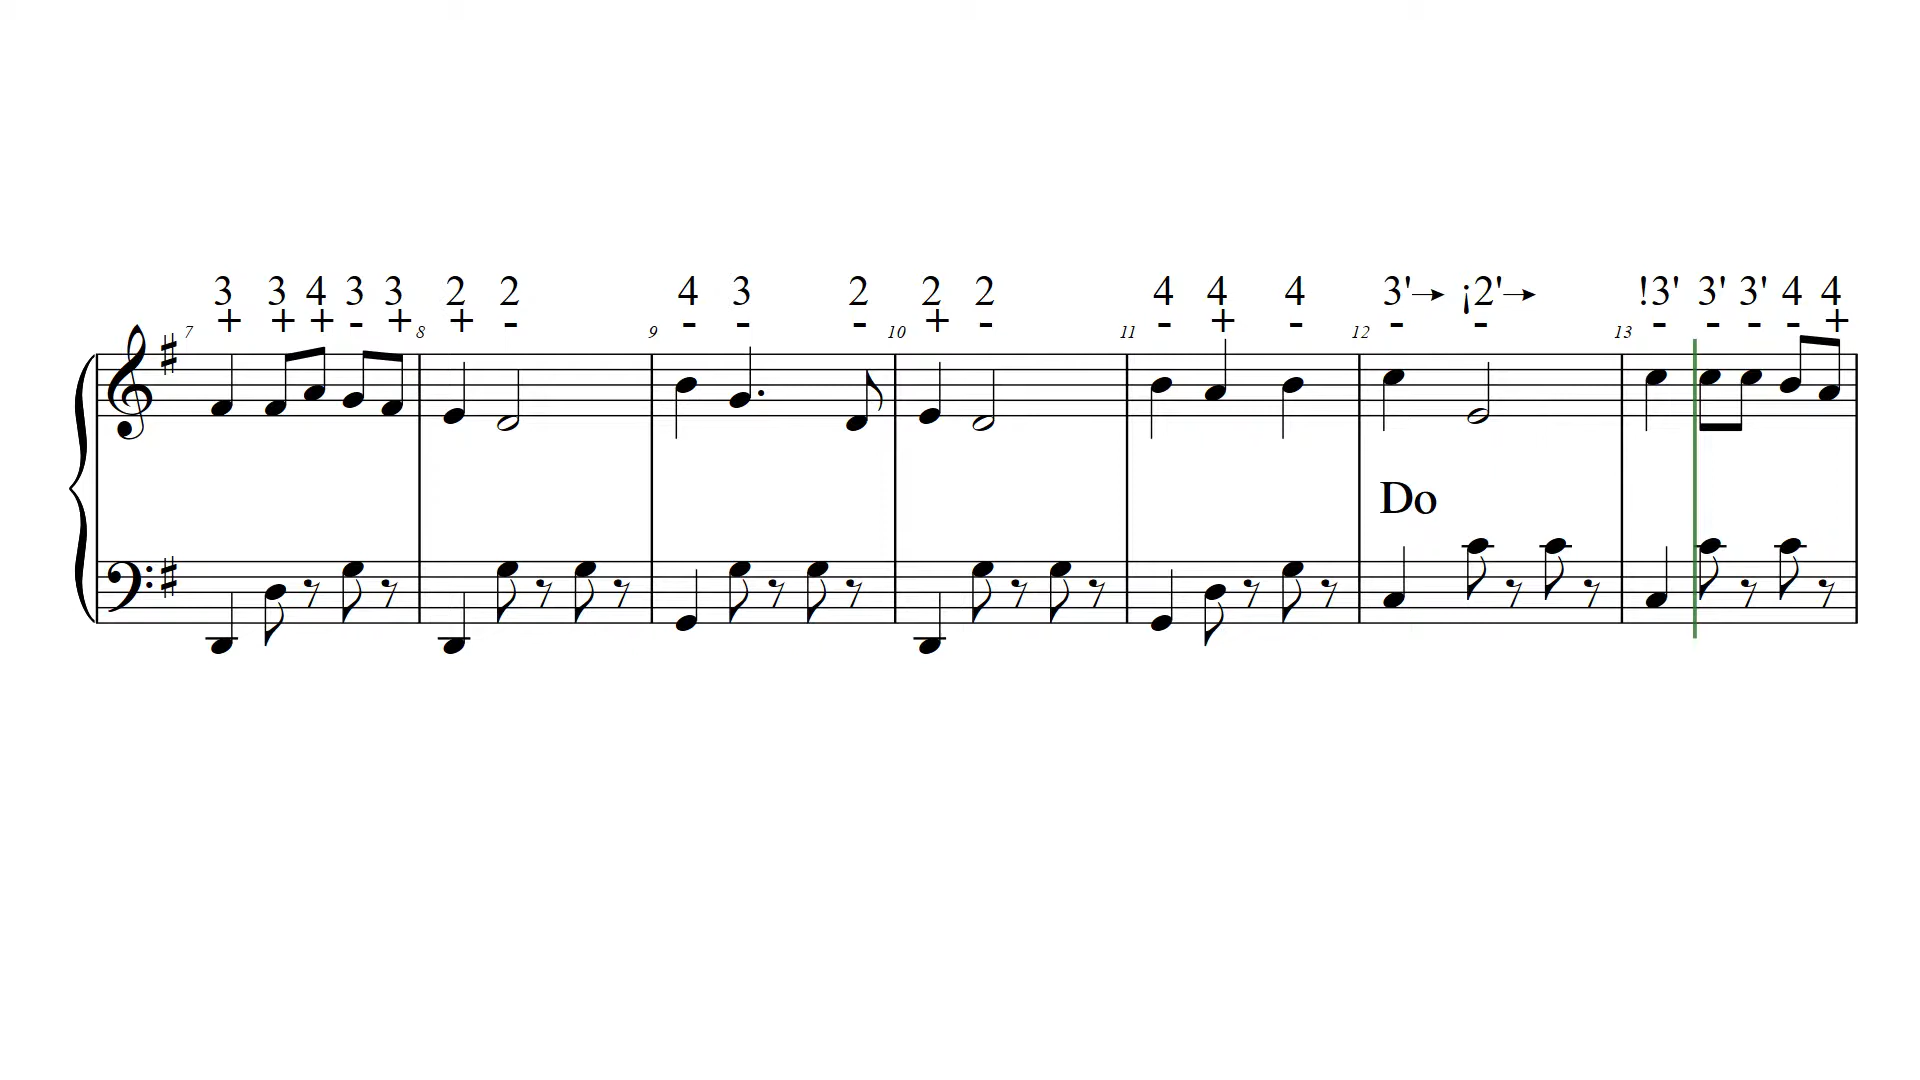 3 3 4 3 3 2 2 4 3 2 2 2 4 4 4 3'→ ¡2'→ !3' 3' 3' 4 4
+ + + - + + - - - - + - - + - - - - - - - +
7 8 9 10 11 12 13
Do